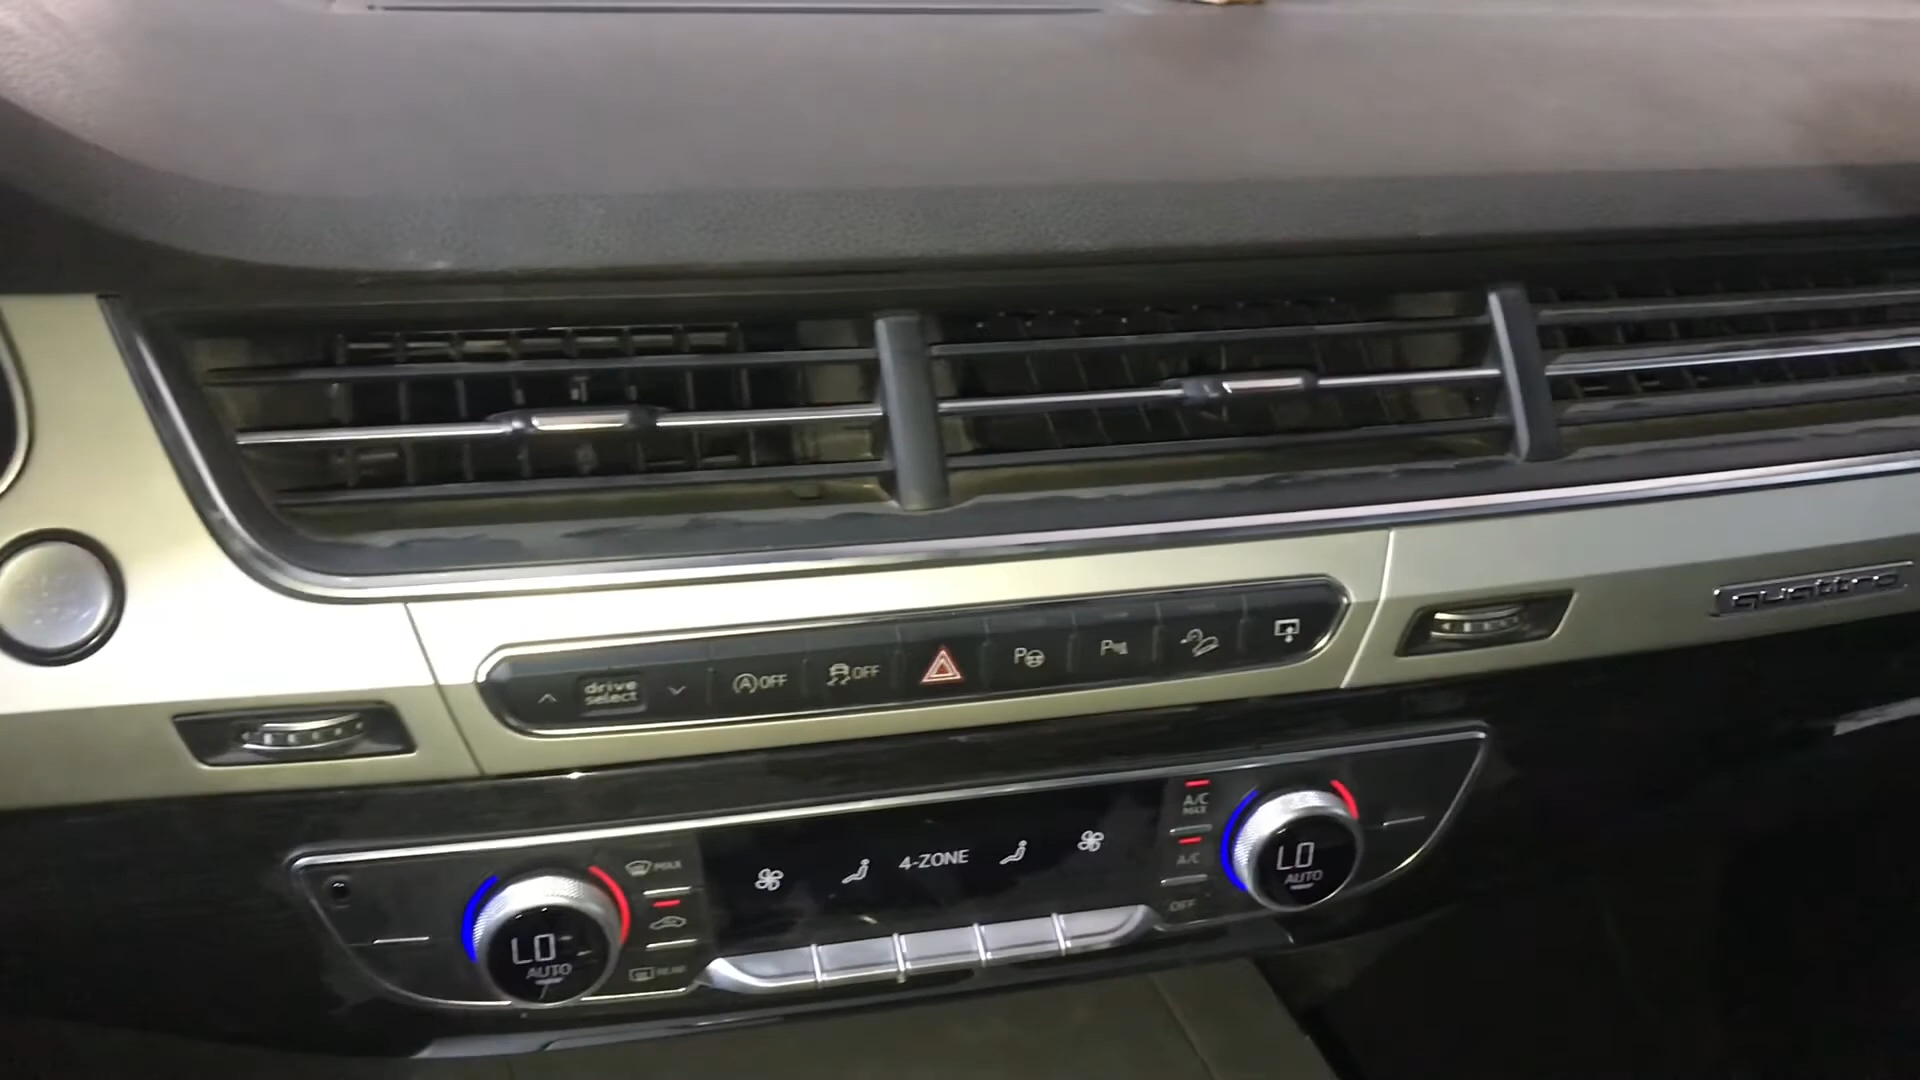 quattro
drive
select
A OFF
OFF
P
P
MAX
4-ZONE
A/C
MAX
A/C
OFF
LO
AUTO
LO
AUTO
REAR